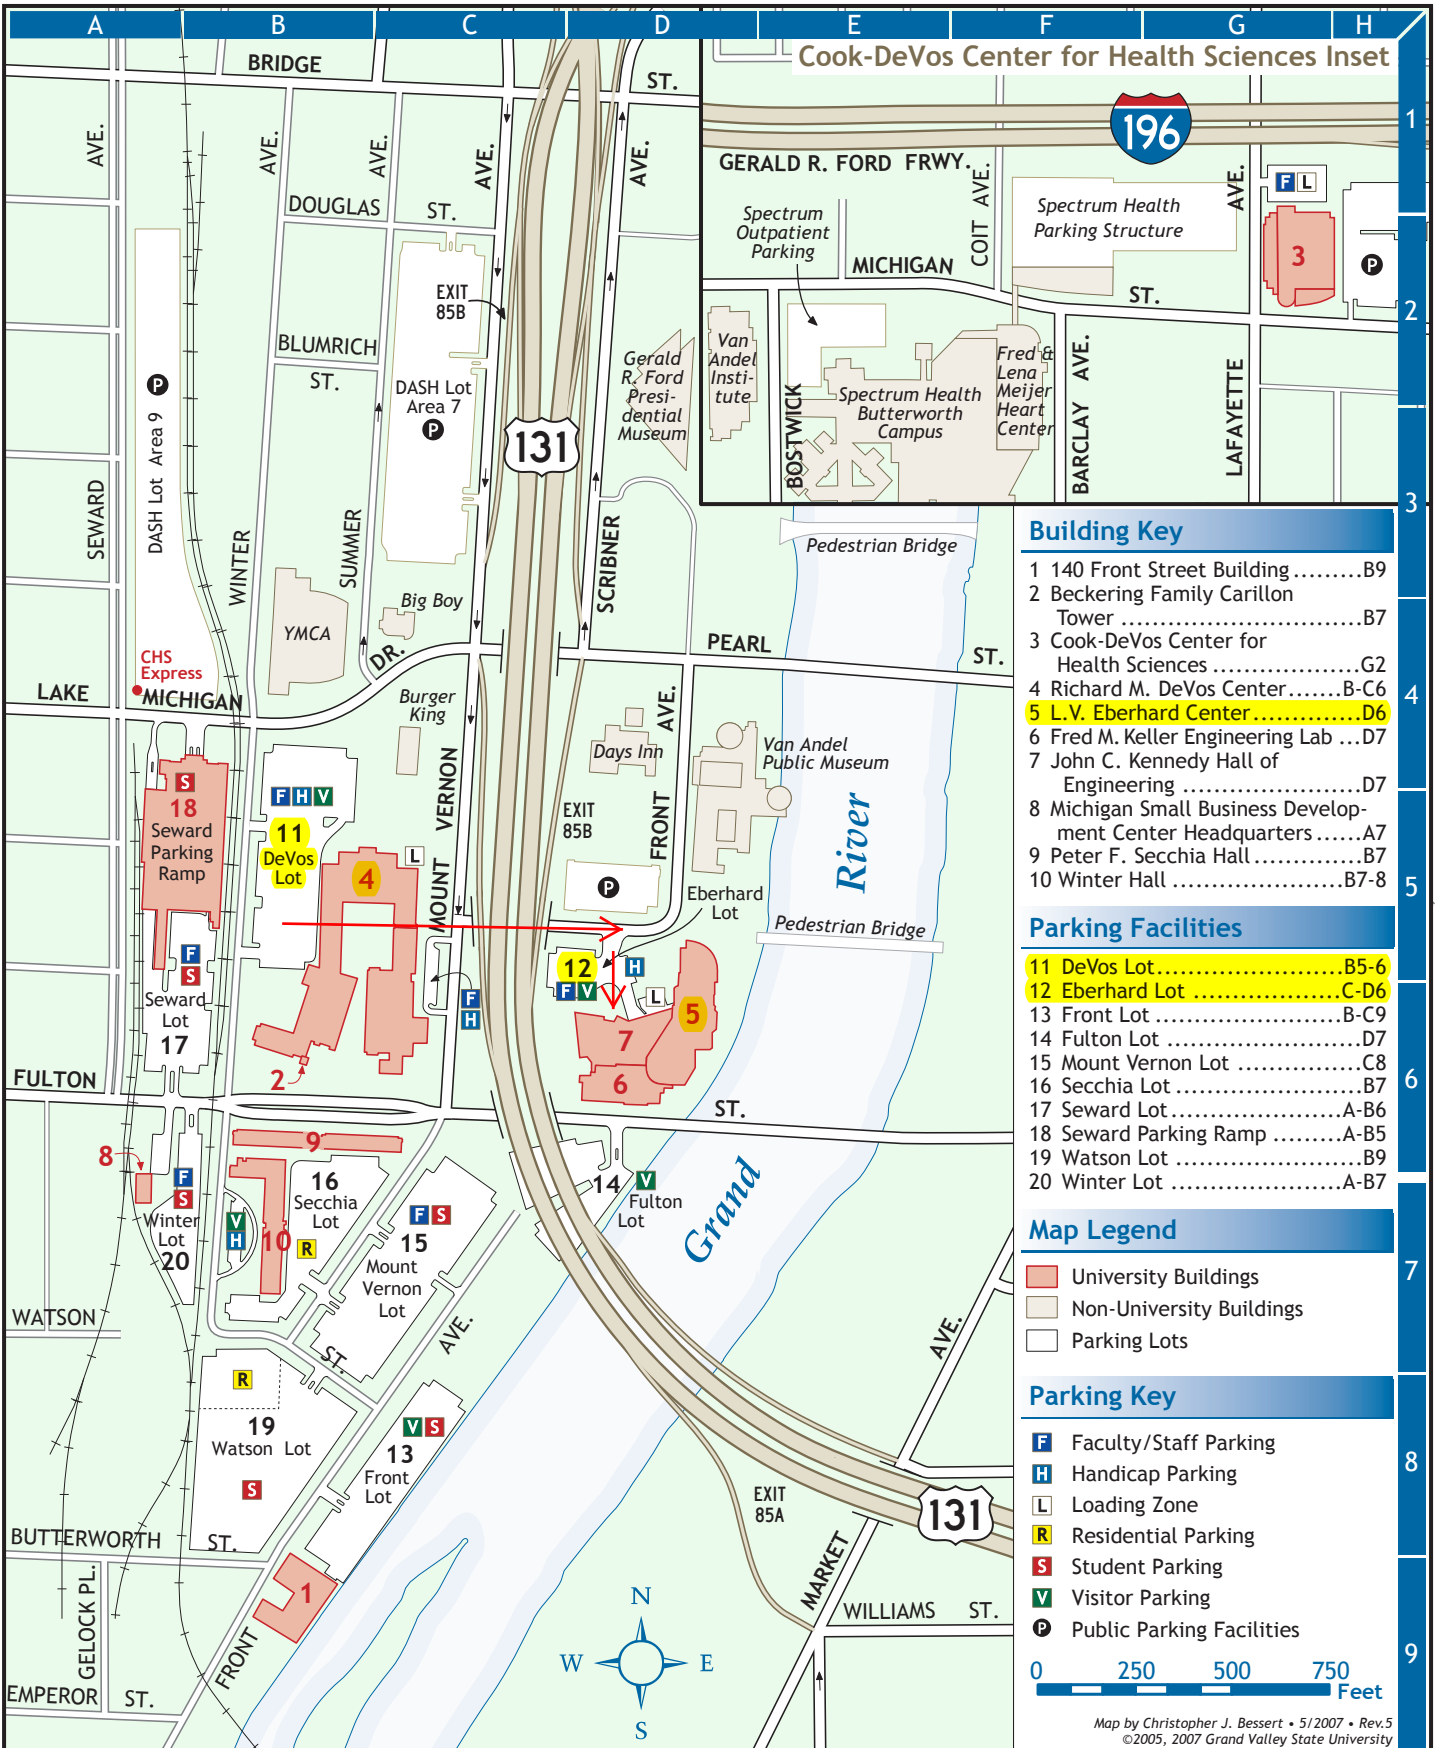 A B C D E F G H
Cook-DeVos Center for Health Sciences Inset
1
2
3
4
5
6
7
8
9
BRIDGE
ST.
AVE.
AVE.
AVE.
AVE.
AVE.
DOUGLAS ST.
EXIT
85B
BLUMRICH
ST.
DASH Lot
Area 7
P
P
DASH Lot Area 9
SEWARD
WINTER
SUMMER
SCRIBNER
131
Gerald
R. Ford
Presi-
dential
Museum
196
GERALD R. FORD FRWY.
COIT AVE.
AVE.
F L
Spectrum
Outpatient
Parking
Spectrum Health
Parking Structure
3
P
MICHIGAN
ST.
Van
Andel
Insti-
tute
BOSTWICK
Spectrum Health
Butterworth
Campus
Fred &
Lena
Meijer
Heart
Center
BARCLAY AVE.
LAFAYETTE
Pedestrian Bridge
YMCA
Big Boy
DR.
PEARL
ST.
CHS
Express
LAKE
MICHIGAN
Burger
King
VERNON
MOUNT
Days Inn
AVE.
FRONT
Van Andel
Public Museum
EXIT
85B
P
Eberhard
Lot
River
Pedestrian Bridge
S
18
Seward
Parking
Ramp
F H V
11
DeVos
Lot
4
L
F
S
Seward
Lot
17
F
H
12
H
F V
L
5
7
6
2
FULTON
ST.
8
9
F
S
Winter
Lot
20
V
H
10
16
Secchia
Lot
R
F S
15
Mount
Vernon
Lot
14
V
Fulton
Lot
Grand
WATSON
ST.
AVE.
AVE.
R
19
Watson Lot
S
V S
13
Front
Lot
EXIT
85A
131
BUTTERWORTH
ST.
GELOCK PL.
1
FRONT
MARKET
WILLIAMS ST.
EMPEROR ST.
N
W E
S
Building Key
1 140 Front Street Building.........B9
2 Beckering Family Carillon
Tower ................................B7
3 Cook-DeVos Center for
Health Sciences ...................G2
4 Richard M. DeVos Center.......B-C6
5 L.V. Eberhard Center..............D6
6 Fred M. Keller Engineering Lab ...D7
7 John C. Kennedy Hall of
Engineering .......................D7
8 Michigan Small Business Develop-
ment Center Headquarters......A7
9 Peter F. Secchia Hall..............B7
10 Winter Hall ......................B7-8
Parking Facilities
11 DeVos Lot........................B5-6
12 Eberhard Lot ....................C-D6
13 Front Lot ........................B-C9
14 Fulton Lot .........................D7
15 Mount Vernon Lot .................C8
16 Secchia Lot ........................B7
17 Seward Lot.......................A-B6
18 Seward Parking Ramp .........A-B5
19 Watson Lot ........................B9
20 Winter Lot .......................A-B7
Map Legend
University Buildings
Non-University Buildings
Parking Lots
Parking Key
F Faculty/Staff Parking
H Handicap Parking
L Loading Zone
R Residential Parking
S Student Parking
V Visitor Parking
P Public Parking Facilities
0 250 500 750
Feet
Map by Christopher J. Bessert • 5/2007 • Rev.5
©2005, 2007 Grand Valley State University